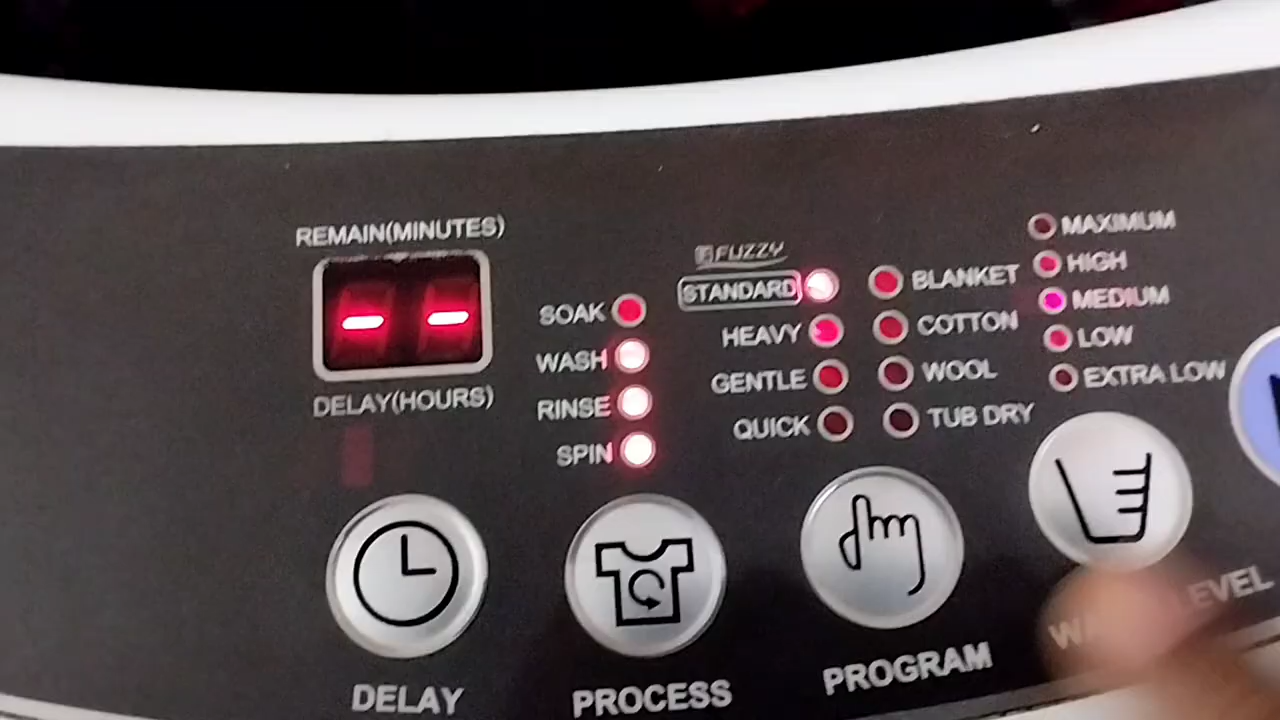 REMAIN(MINUTES)
--
DELAY(HOURS)
SOAK
WASH
RINSE
SPIN
FUZZY
STANDARD
HEAVY
GENTLE
QUICK
BLANKET
COTTON
WOOL
TUB DRY
MAXIMUM
HIGH
MEDIUM
LOW
EXTRA LOW
DELAY
PROCESS
PROGRAM
LEVEL